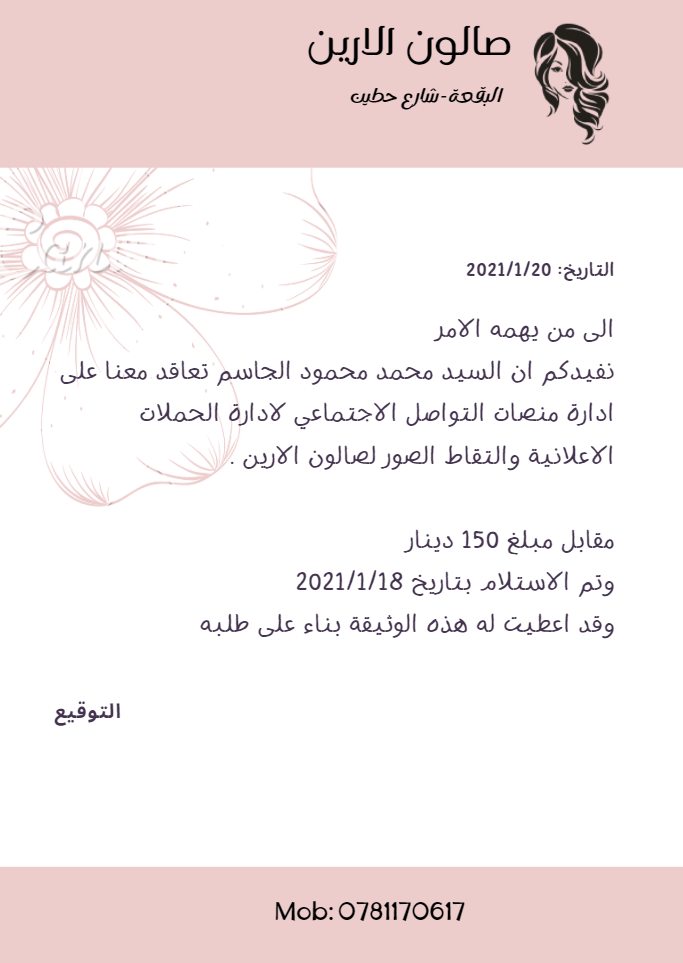 صالون الارين
البقعة-شارع حطين
التاريخ: 2021/1/20
الى من يهمه الامر
نفيدكم ان السيد محمد محمود الجاسم تعاقد معنا على
ادارة منصات التواصل الاجتماعي لادارة الحملات
الاعلانية والتقاط الصور لصالون الارين .
مقابل مبلغ 150 دينار
وتم الاستلام بتاريخ 2021/1/18
وقد اعطيت له هذه الوثيقة بناء على طلبه
التوقيع
Mob: 0781170617